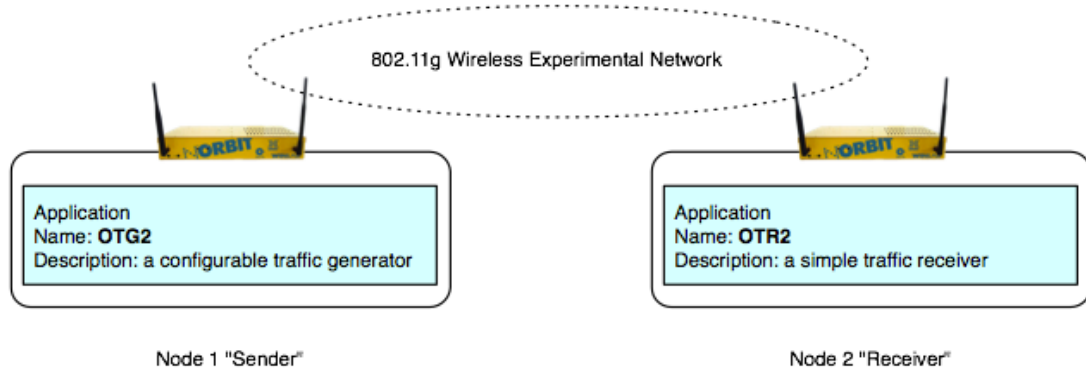 802.11g Wireless Experimental Network
ORBIT
ORBIT
Application
Name: OTG2
Description: a configurable traffic generator
Application
Name: OTR2
Description: a simple traffic receiver
Node 1 "Sender"
Node 2 "Receiver"